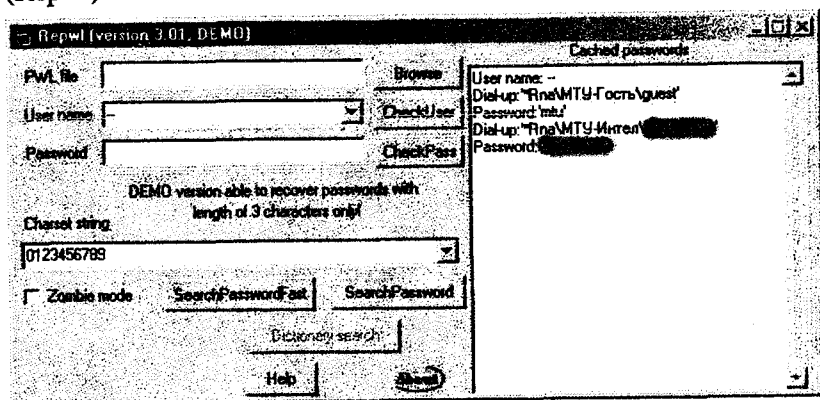 Repwl (version 3.01, DEMO)
Cached passwords
PWL file
Browse
User name
--
CheckUser
Password
CheckPass
DEMO version able to recover passwords with
length of 3 characters only!
Charset string
0123456789
Zombie mode
SearchPasswordFast
SearchPassword
Dictionary search
Help
User name: --
Dial-up:'*Rna\МТУ-Гость\guest'
Password:'mtu'
Dial-up:'*Rna\МТУ-Интел\
Password: